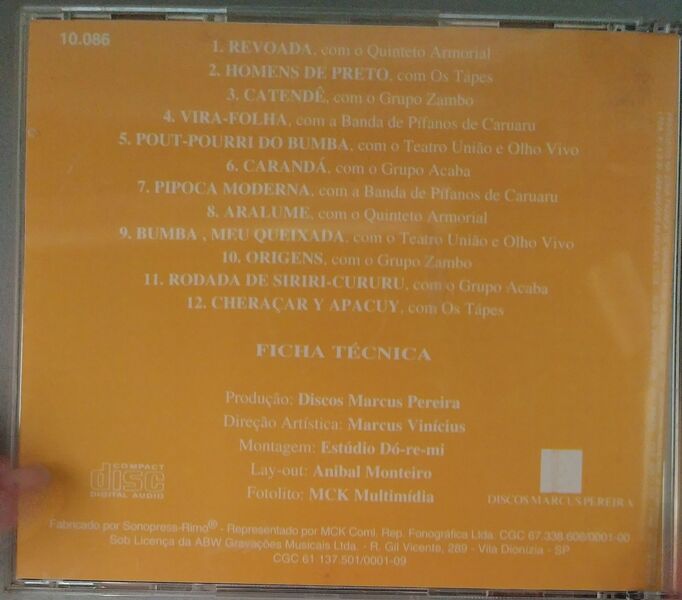 10.086
1. REVOADA, com o Quinteto Armorial
2. HOMENS DE PRETO, com Os Tápes
3. CATENDÊ, com o Grupo Zambo
4. VIRA-FOLHA, com a Banda de Pífanos de Caruaru
5. POUT-POURRI DO BUMBA, com o Teatro União e Olho Vivo
6. CARANDÁ, com o Grupo Acaba
7. PIPOCA MODERNA, com a Banda de Pífanos de Caruaru
8. ARALUME, com o Quinteto Armorial
9. BUMBA , MEU QUEIXADA, com o Teatro União e Olho Vivo
10. ORIGENS, com o Grupo Zambo
11. RODADA DE SIRIRI-CURURU, com o Grupo Acaba
12. CHERAÇAR Y APACUY, com Os Tápes
FICHA TÉCNICA
Produção: Discos Marcus Pereira
Direção Artística: Marcus Vinícius
Montagem: Estúdio Dó-re-mi
Lay-out: Anibal Monteiro
Fotolito: MCK Multimídia
COMPACT
disc
DIGITAL AUDIO
DISCOS MARCUS PEREIRA
Fabricado por Sonopress-Rimo® - Representado por MCK Coml. Rep. Fonográfica Ltda. CGC 67.338.608/0001-00
Sob Licença da ABW Gravações Musicais Ltda. - R. Gil Vicente, 289 - Vila Dionízia - SP
CGC 61 137.501/0001-09